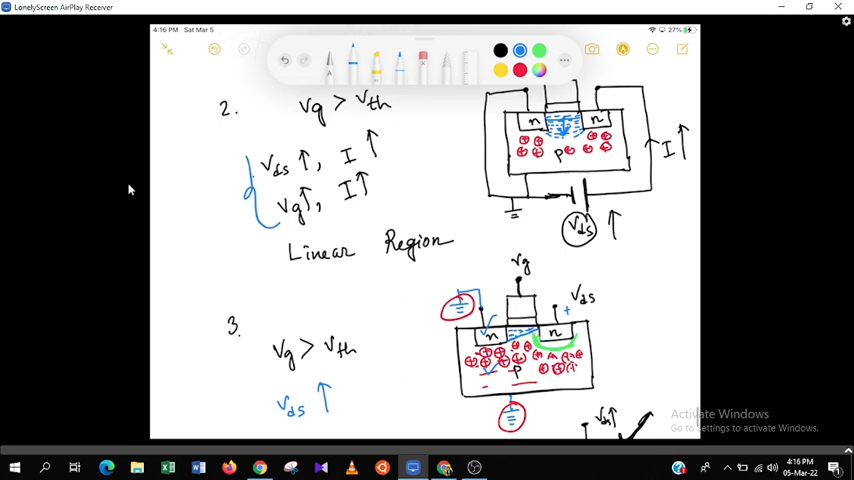 LonelyScreen AirPlay Receiver
4:16 PM Sat Mar 5
27%
A
2. Vg > Vth
Vds ↑, I ↑
Vg ↑, I ↑
Linear Region
n
n
P
I ↑
Vds ↑
3.
Vg > Vth
Vds ↑
Vg
Vds
+
n
n
P
Vds ↑
Activate Windows
Go to Settings to activate Windows.
4:16 PM
05-Mar-22